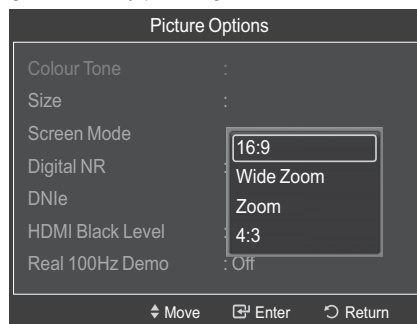 Picture Options
Colour Tone :
Size :
Screen Mode
16:9
Digital NR :
Wide Zoom
DNIe
Zoom
HDMI Black Level :
4:3
Real 100Hz Demo : Off
Move Enter Return